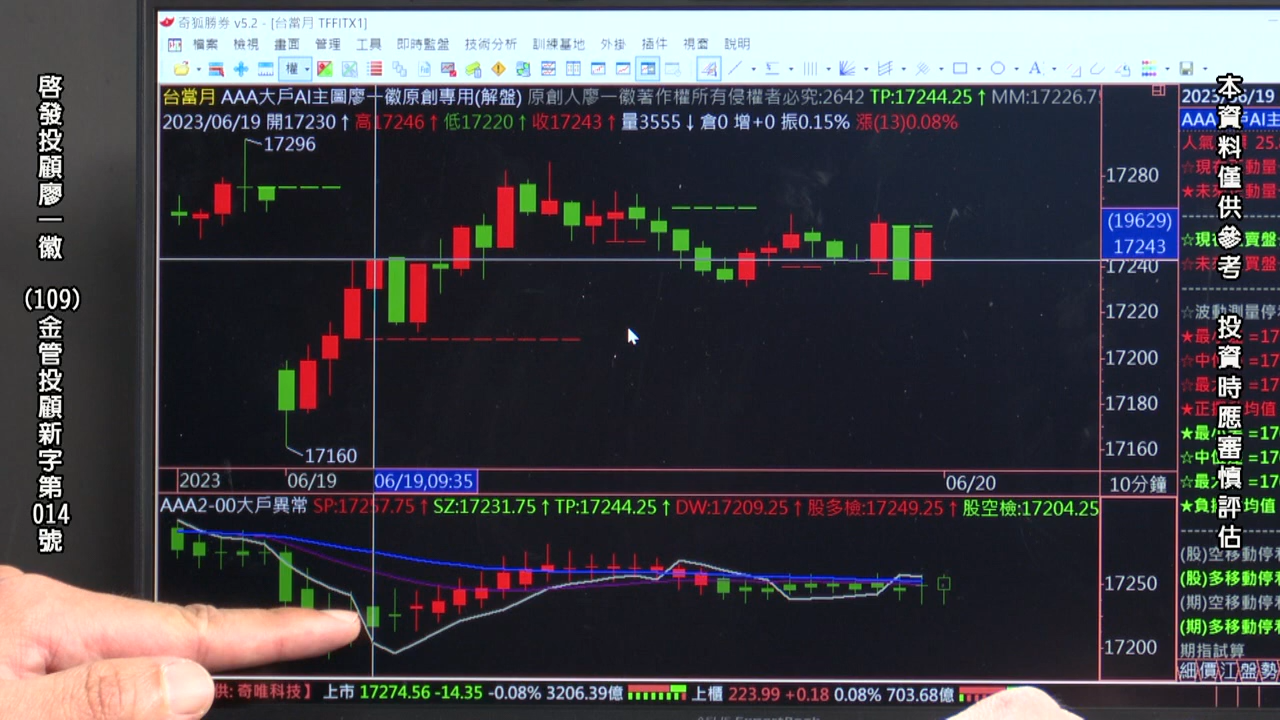 啓發投顧廖一徽
(109)金管投顧新字第014號
本資料僅供參考 投資時應審慎評估
奇狐勝券 v5.2 - [台當月 TFFITX1]
檔案 檢視 畫面 管理 工具 即時監盤 技術分析 訓練基地 外掛 插件 視窗 說明
權
台當月 AAA大戶AI主圖廖一徽原創專用(解盤) 原創人廖一徽著作權所有侵權者必究:2642 TP:17244.25↑ MM:17226.7
2023/06/19 開17230↑ 高17246↑ 低17220↑ 收17243↑ 量3555↓ 倉0 增+0 振0.15% 漲(13)0.08%
17296
17280
(19629)
17243
17240
17220
17200
17180
17160
17160
2023 06/19 06/19,09:35 06/20 10分鐘
AAA2-00大戶異常 SP:17257.75↑ SZ:17231.75↑ TP:17244.25↑ DW:17209.25↑ 股多檢:17249.25↑ 股空檢:17204.25
17250
17200
供: 奇唯科技】 上市 17274.56 -14.35 -0.08% 3206.39億 上櫃 223.99 +0.18 0.08% 703.68億
(股)空移動停
(股)多移動停
(期)空移動停
(期)多移動停
期指試算
細價江盤勢